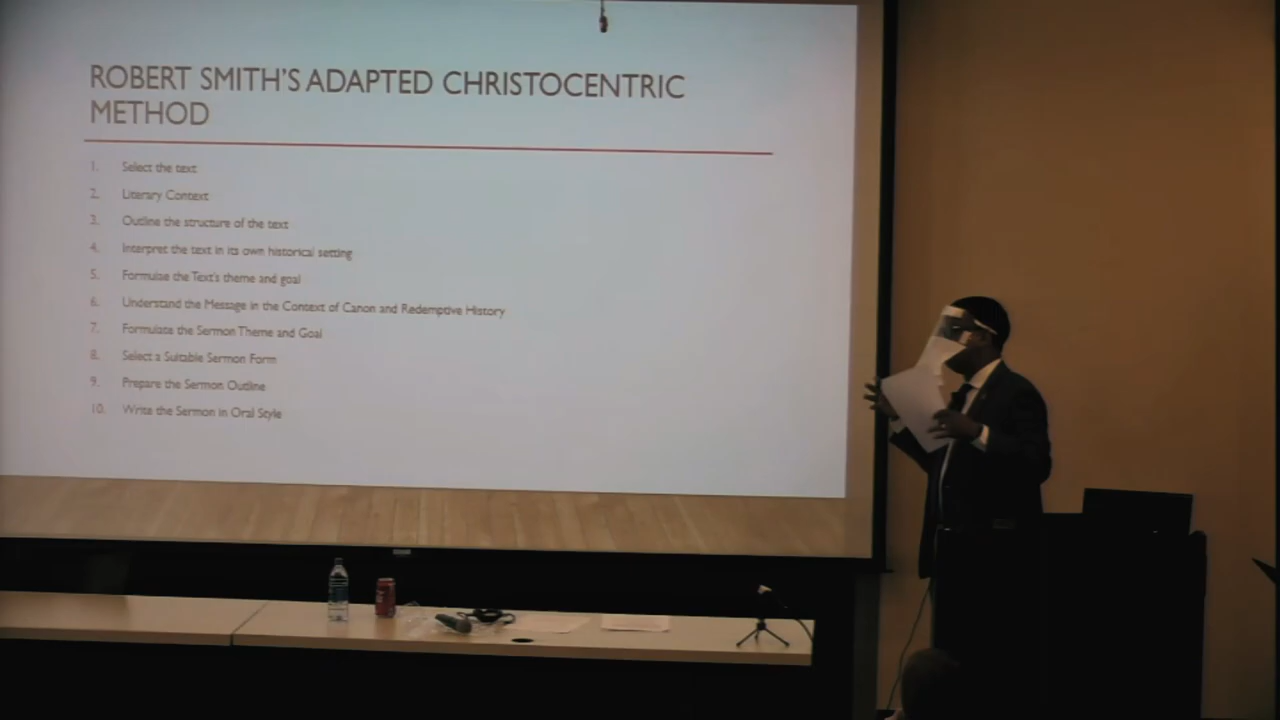 ROBERT SMITH'S ADAPTED CHRISTOCENTRIC
METHOD
1. Select the text
2. Literary Context
3. Outline the structure of the text
4. Interpret the text in its own historical setting
5. Formulae the Text's theme and goal
6. Understand the Message in the Context of Canon and Redemptive History
7. Formulate the Sermon Theme and Goal
8. Select a Suitable Sermon Form
9. Prepare the Sermon Outline
10. Write the Sermon in Oral Style